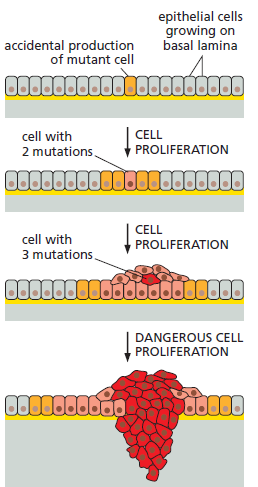 epithelial cells
growing on
basal lamina
accidental production
of mutant cell
CELL
PROLIFERATION
cell with
2 mutations
CELL
PROLIFERATION
cell with
3 mutations
DANGEROUS CELL
PROLIFERATION